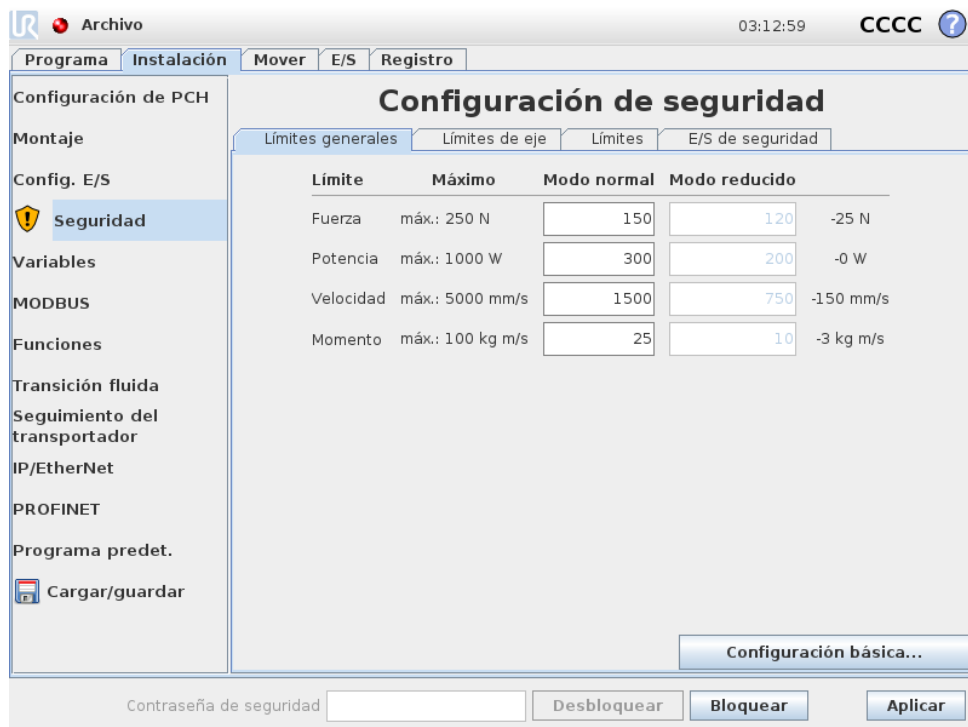 UR Archivo 03:12:59 CCCC ?
Programa Instalación Mover E/S Registro
Configuración de PCH
Montaje
Config. E/S
Seguridad
Variables
MODBUS
Funciones
Transición fluida
Seguimiento del
transportador
IP/EtherNet
PROFINET
Programa predet.
Cargar/guardar
Configuración de seguridad
Límites generales Límites de eje Límites E/S de seguridad
Límite Máximo Modo normal Modo reducido
Fuerza máx.: 250 N 150 120 -25 N
Potencia máx.: 1000 W 300 200 -0 W
Velocidad máx.: 5000 mm/s 1500 750 -150 mm/s
Momento máx.: 100 kg m/s 25 10 -3 kg m/s
Configuración básica...
Contraseña de seguridad Desbloquear Bloquear Aplicar